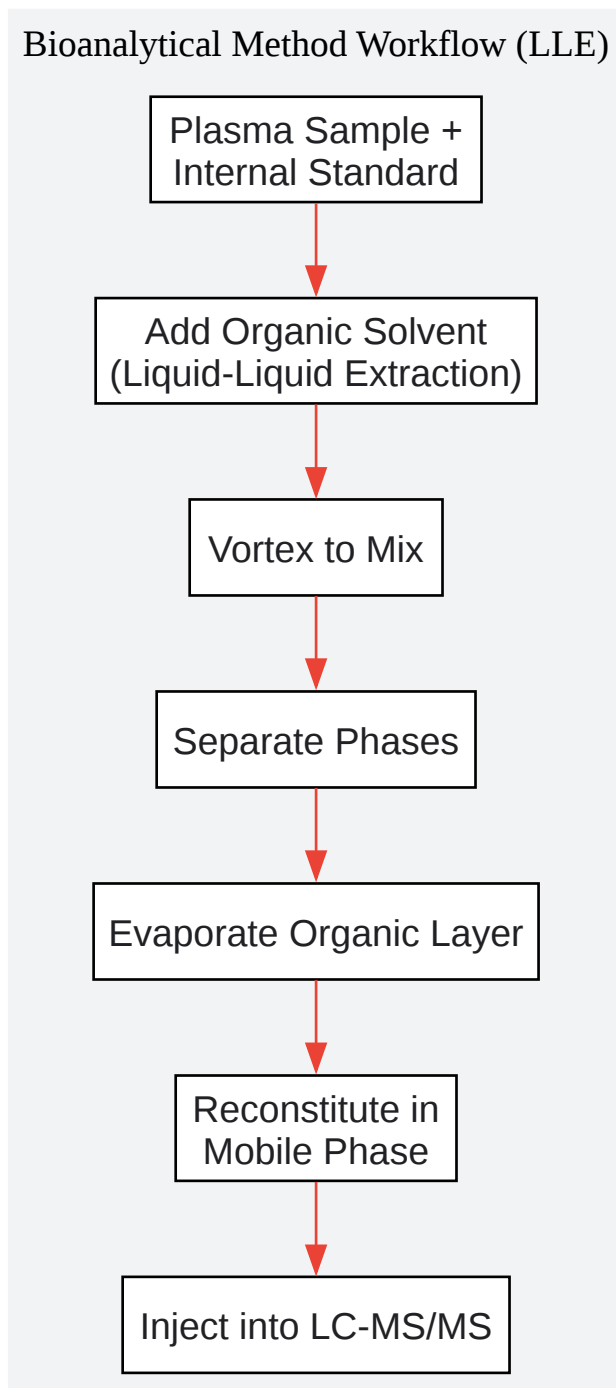 Bioanalytical Method Workflow (LLE)
Plasma Sample +
Internal Standard
Add Organic Solvent
(Liquid-Liquid Extraction)
Vortex to Mix
Separate Phases
Evaporate Organic Layer
Reconstitute in
Mobile Phase
Inject into LC-MS/MS